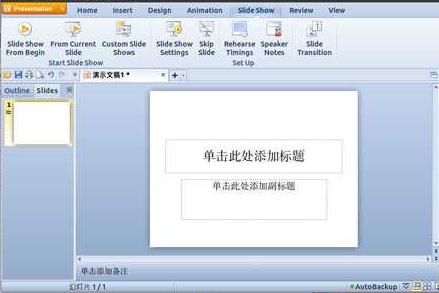 Presentation
Home Insert Design Animation Slide Show Review View
Slide Show From Begin
From Current Slide
Custom Slide Shows
Slide Show Settings
Skip Slide
Rehearse Timings
Speaker Notes
Slide Transition
Start Slide Show
Set Up
演示文稿1 *
Outline Slides
1
单击此处添加标题
单击此处添加副标题
单击添加备注
幻灯片 1 / 1
AutoBackup